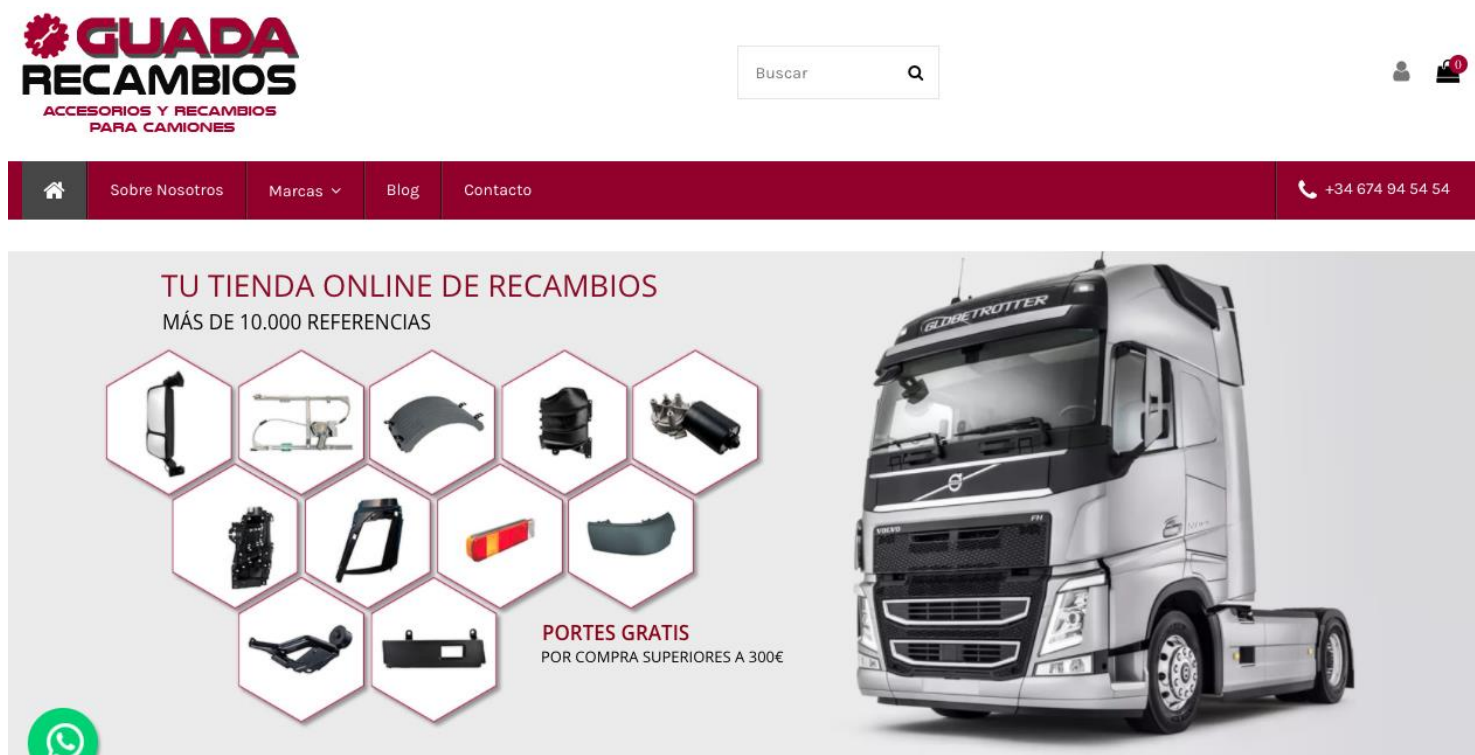 GUADA
RECAMBIOS
ACCESORIOS Y RECAMBIOS
PARA CAMIONES
Buscar
0
Sobre Nosotros
Marcas
Blog
Contacto
+34 674 94 54 54
TU TIENDA ONLINE DE RECAMBIOS
MÁS DE 10.000 REFERENCIAS
GLOBETROTTER
VOLVO
FH
PORTES GRATIS
POR COMPRA SUPERIORES A 300€